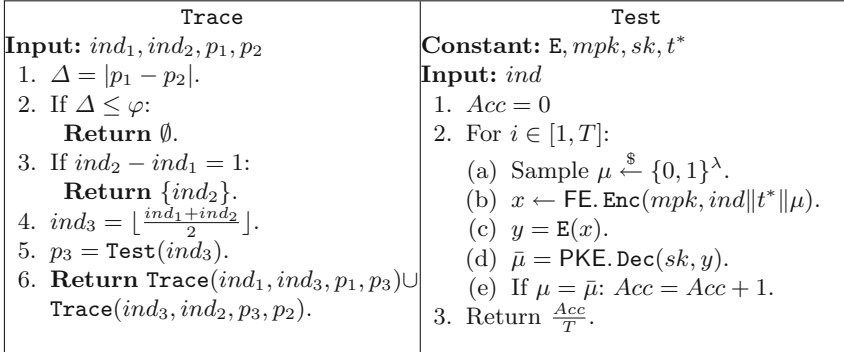 Trace
Input: ind₁, ind₂, p₁, p₂
1. Δ = |p₁ − p₂|.
2. If Δ ≤ φ:
Return ∅.
3. If ind₂ − ind₁ = 1:
Return {ind₂}.
4. ind₃ = ⌊(ind₁+ind₂)/2⌋.
5. p₃ = Test(ind₃).
6. Return Trace(ind₁, ind₃, p₁, p₃)∪
Trace(ind₃, ind₂, p₃, p₂).
Test
Constant: E, mpk, sk, t*
Input: ind
1. Acc = 0
2. For i ∈ [1, T]:
(a) Sample μ ←$ {0, 1}^λ.
(b) x ← FE.Enc(mpk, ind‖t*‖μ).
(c) y = E(x).
(d) μ̄ = PKE.Dec(sk, y).
(e) If μ = μ̄: Acc = Acc + 1.
3. Return Acc/T.